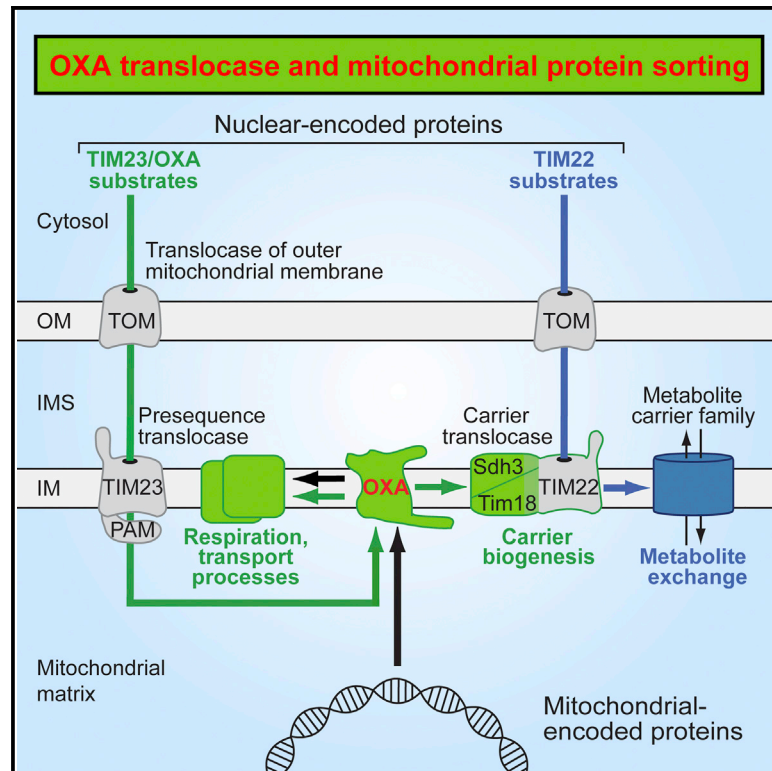 OXA translocase and mitochondrial protein sorting
Nuclear-encoded proteins
TIM23/OXA
substrates
TIM22
substrates
Cytosol
Translocase of outer
mitochondrial membrane
OM
TOM
TOM
IMS
Presequence
translocase
Carrier
translocase
Metabolite
carrier family
IM
TIM23
PAM
OXA
Sdh3
Tim18
TIM22
Respiration,
transport
processes
Carrier
biogenesis
Metabolite
exchange
Mitochondrial
matrix
Mitochondrial-
encoded proteins